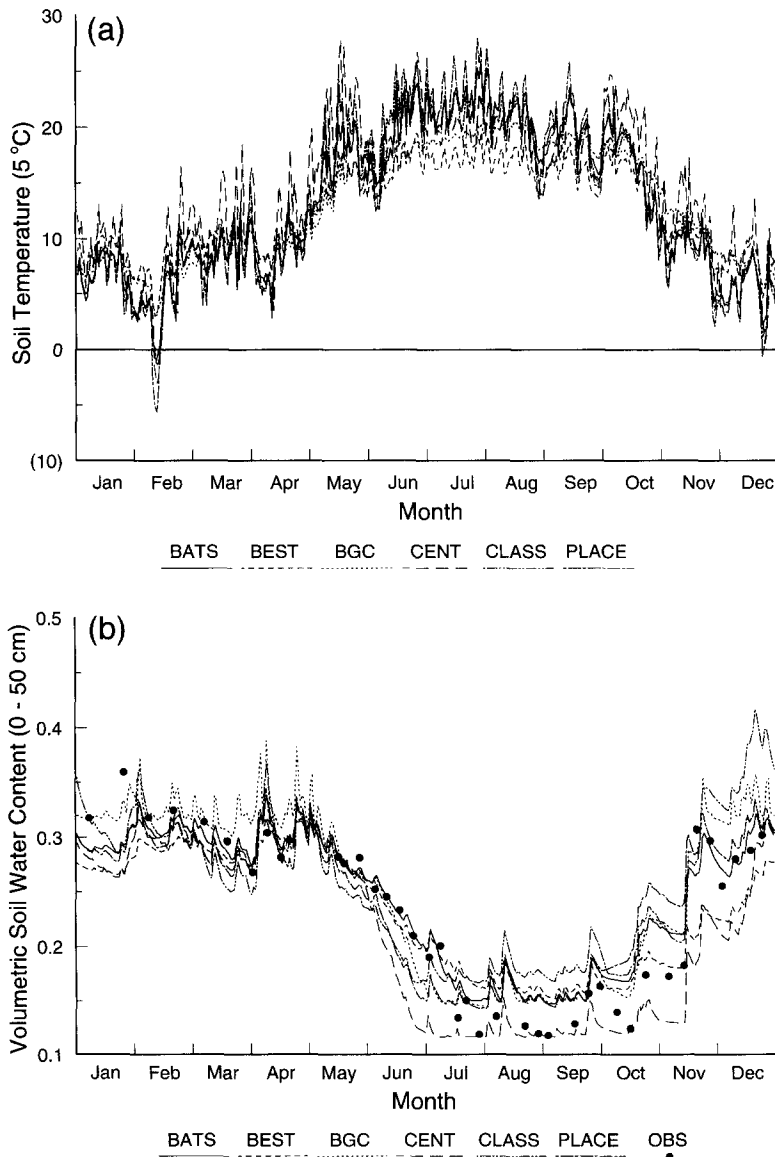 (a)
30
20
10
0
(10)
Soil Temperature (5 °C)
Jan Feb Mar Apr May Jun Jul Aug Sep Oct Nov Dec
Month
BATS BEST BGC CENT CLASS PLACE
(b)
0.5
0.4
0.3
0.2
0.1
Volumetric Soil Water Content (0 - 50 cm)
Jan Feb Mar Apr May Jun Jul Aug Sep Oct Nov Dec
Month
BATS BEST BGC CENT CLASS PLACE OBS